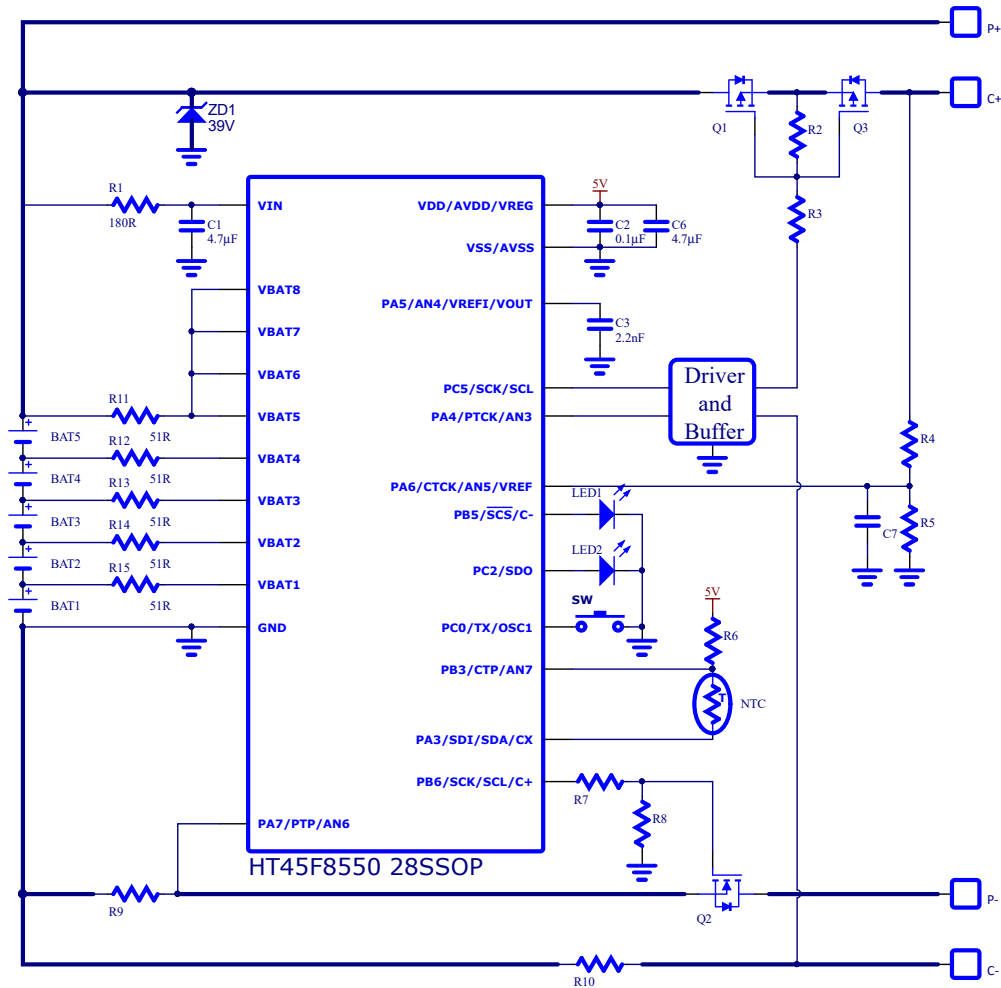 P+
C+
ZD1
39V
Q1
R2
Q3
R1
180R
C1
4.7µF
R3
VIN
VDD/AVDD/VREG
5V
C2
0.1µF
C6
4.7µF
VSS/AVSS
VBAT8
PA5/AN4/VREFI/VOUT
C3
2.2nF
VBAT7
VBAT6
PC5/SCK/SCL
Driver
and
Buffer
R11
51R
VBAT5
PA4/PTCK/AN3
+
BAT5
R12
51R
VBAT4
R4
+
BAT4
R13
51R
VBAT3
PA6/CTCK/AN5/VREF
LED1
PB5/SCS/C-
C7
R5
+
BAT3
R14
51R
VBAT2
LED2
PC2/SDO
+
BAT2
R15
51R
VBAT1
+
BAT1
SW
5V
GND
PC0/TX/OSC1
R6
PB3/CTP/AN7
T
NTC
PA3/SDI/SDA/CX
PB6/SCK/SCL/C+
R7
R8
PA7/PTP/AN6
HT45F8550 28SSOP
R9
Q2
P-
R10
C-